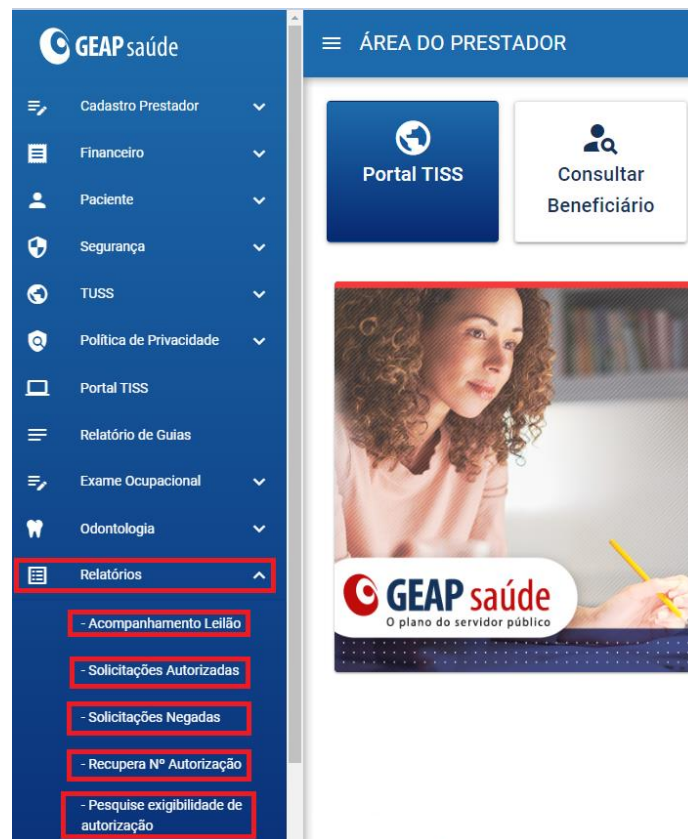 GEAP saúde
ÁREA DO PRESTADOR
Cadastro Prestador
Financeiro
Paciente
Segurança
TUSS
Política de Privacidade
Portal TISS
Relatório de Guias
Exame Ocupacional
Odontologia
Relatórios
- Acompanhamento Leilão
- Solicitações Autorizadas
- Solicitações Negadas
- Recupera Nº Autorização
- Pesquise exigibilidade de
autorização
Portal TISS
Consultar
Beneficiário
GEAP saúde
O plano do servidor público